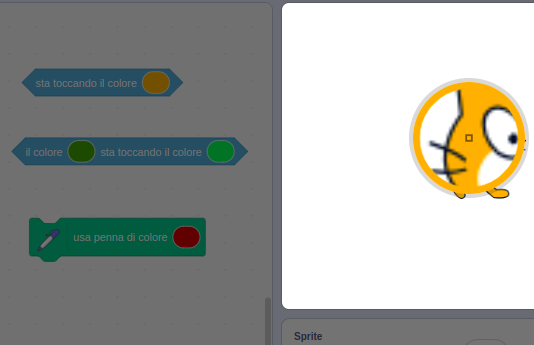 sta toccando il colore
il colore sta toccando il colore
usa penna di colore
Sprite